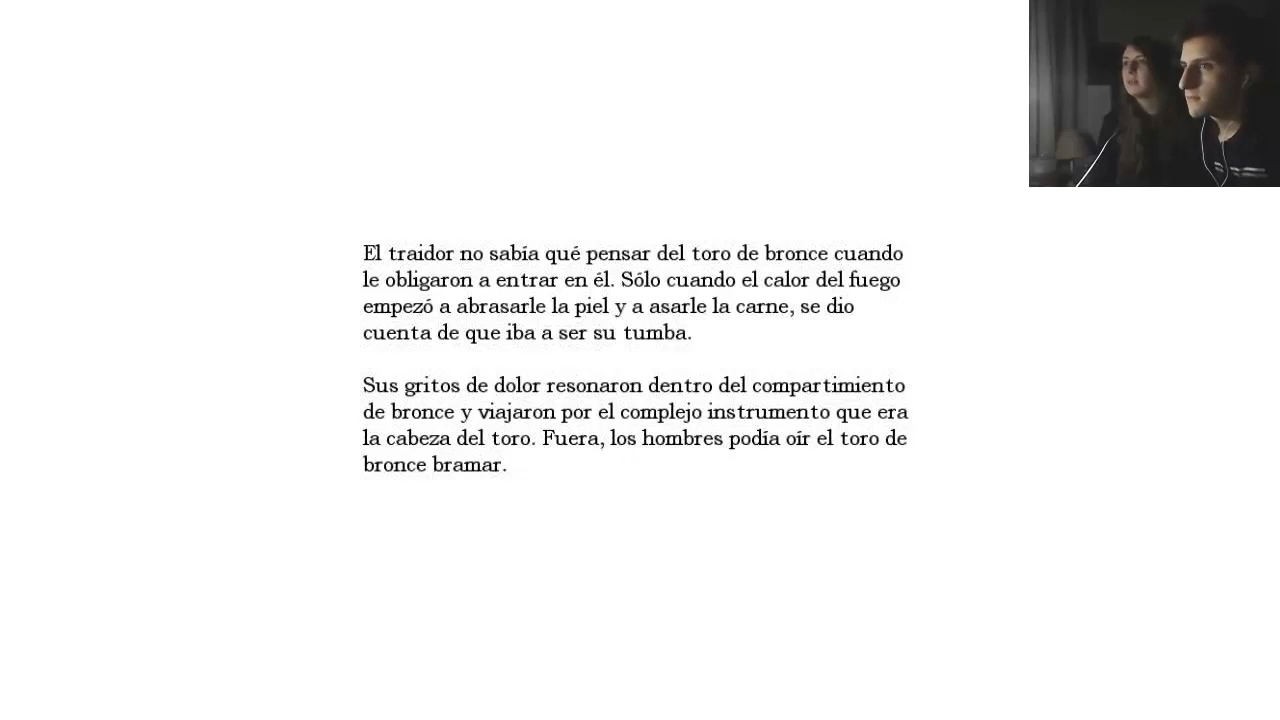 El traidor no sabía qué pensar del toro de bronce cuando
le obligaron a entrar en él. Sólo cuando el calor del fuego
empezó a abrasarle la piel y a asarle la carne, se dio
cuenta de que iba a ser su tumba.
Sus gritos de dolor resonaron dentro del compartimiento
de bronce y viajaron por el complejo instrumento que era
la cabeza del toro. Fuera, los hombres podía oír el toro de
bronce bramar.